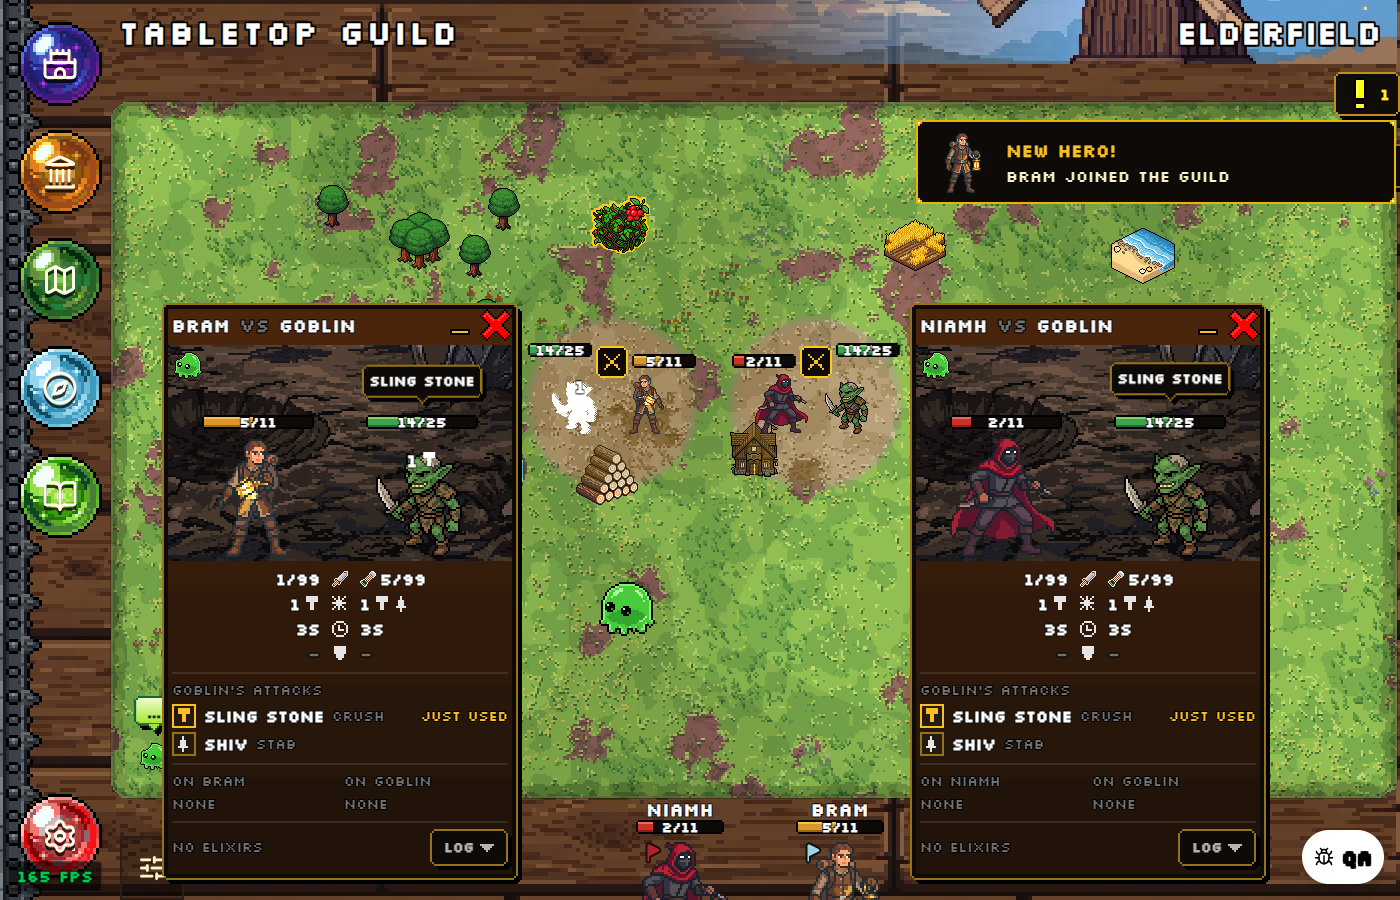 TABLETOP GUILD
ELDERFIELD
1
NEW HERO!
BRAM JOINED THE GUILD
BRAM VS GOBLIN
SLING STONE
5/11
14/25
1
1/99 5/99
1 1
3S 3S
- -
GOBLIN'S ATTACKS
SLING STONE CRUSH JUST USED
SHIV STAB
ON BRAM ON GOBLIN
NONE NONE
NO ELIXIRS LOG
14/25
5/11
1
2/11
14/25
NIAMH VS GOBLIN
SLING STONE
2/11
14/25
1/99 5/99
1 1
3S 3S
- -
GOBLIN'S ATTACKS
SLING STONE CRUSH JUST USED
SHIV STAB
ON NIAMH ON GOBLIN
NONE NONE
NO ELIXIRS LOG
NIAMH BRAM
2/11 5/11
165 FPS
QA